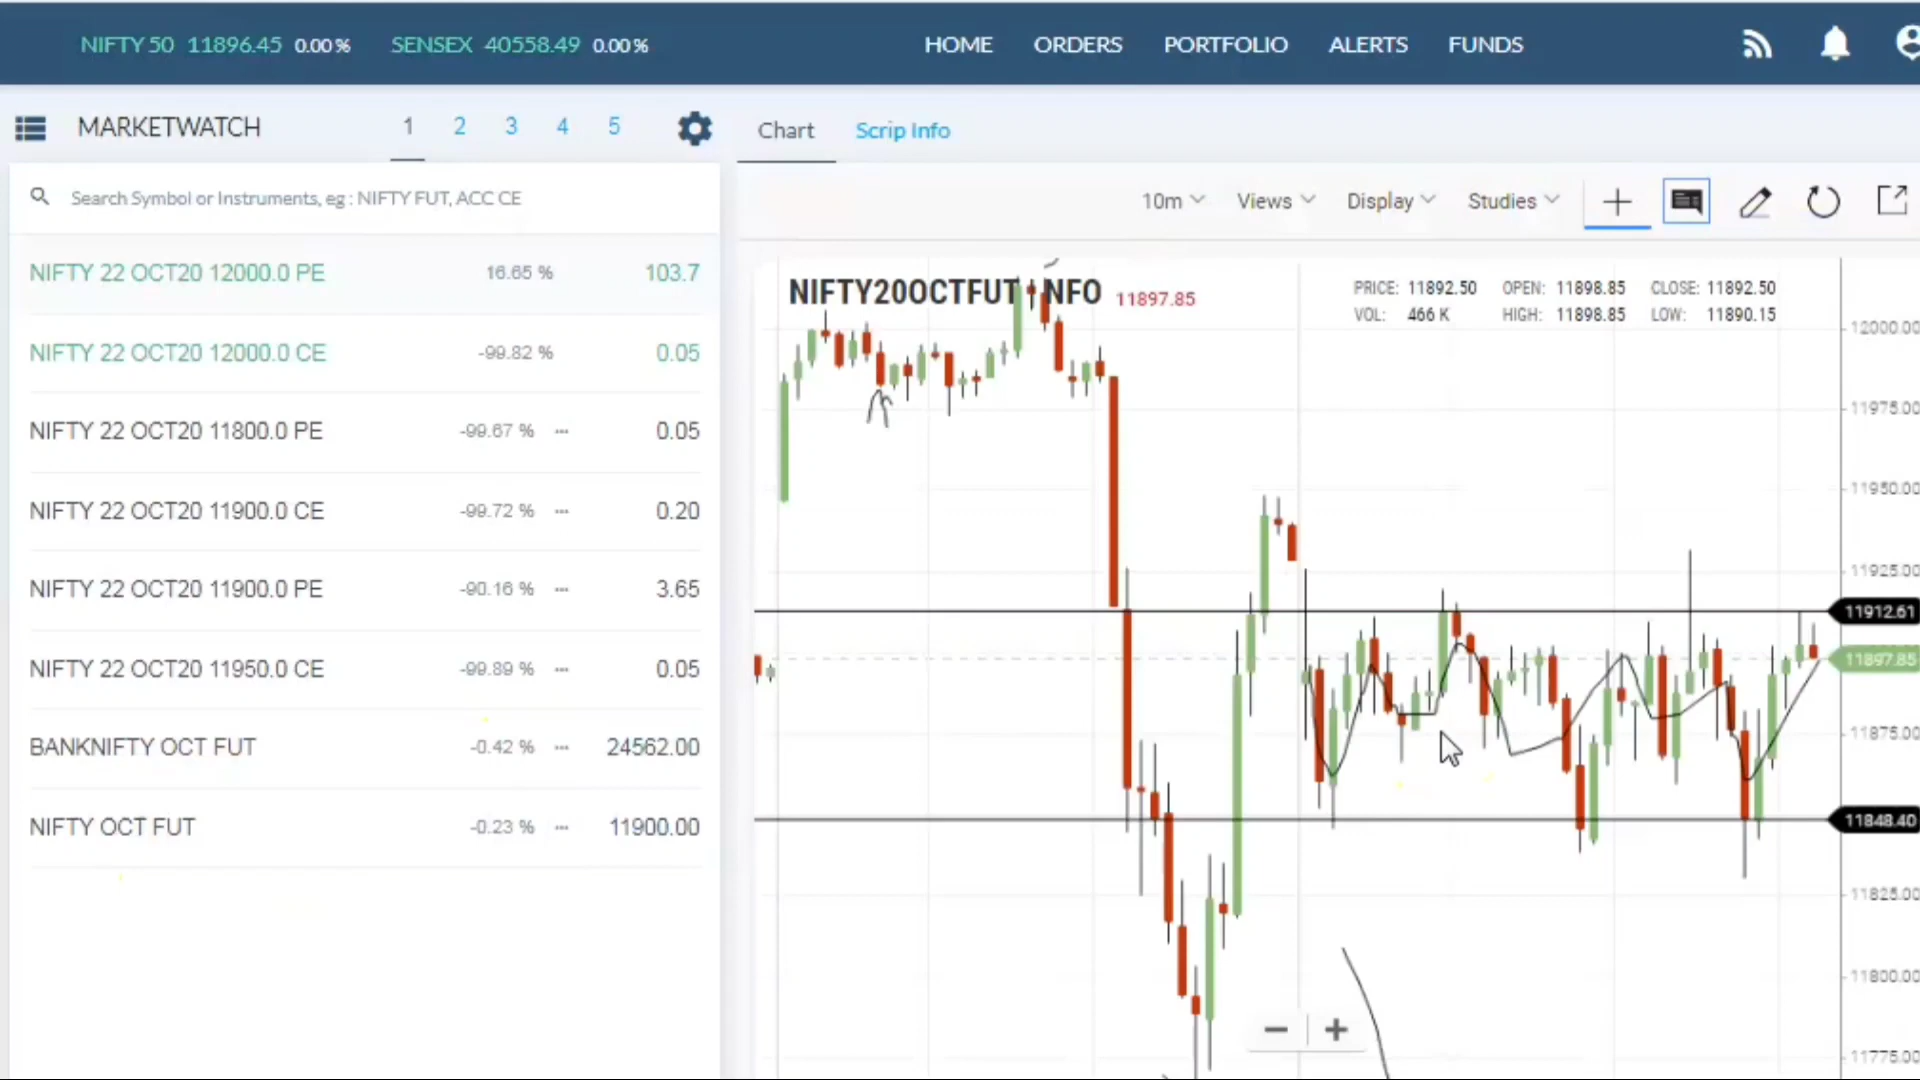 NIFTY 50 11896.45 0.00% SENSEX 40558.49 0.00% HOME ORDERS PORTFOLIO ALERTS FUNDS
MARKETWATCH 1 2 3 4 5
Chart Scrip Info
Search Symbol or Instruments, eg : NIFTY FUT, ACC CE
10m Views Display Studies
NIFTY 22 OCT20 12000.0 PE 16.65 % 103.7
NIFTY 22 OCT20 12000.0 CE -99.82 % 0.05
NIFTY 22 OCT20 11800.0 PE -99.67 % 0.05
NIFTY 22 OCT20 11900.0 CE -99.72 % 0.20
NIFTY 22 OCT20 11900.0 PE -90.16 % 3.65
NIFTY 22 OCT20 11950.0 CE -99.89 % 0.05
BANKNIFTY OCT FUT -0.42 % 24562.00
NIFTY OCT FUT -0.23 % 11900.00
NIFTY20OCTFUT NFO 11897.85
PRICE: 11892.50 OPEN: 11898.85 CLOSE: 11892.50
VOL: 466 K HIGH: 11898.85 LOW: 11890.15
12000.00
11975.00
11950.00
11925.00
11912.61
11897.85
11875.00
11848.40
11825.00
11800.00
11775.00